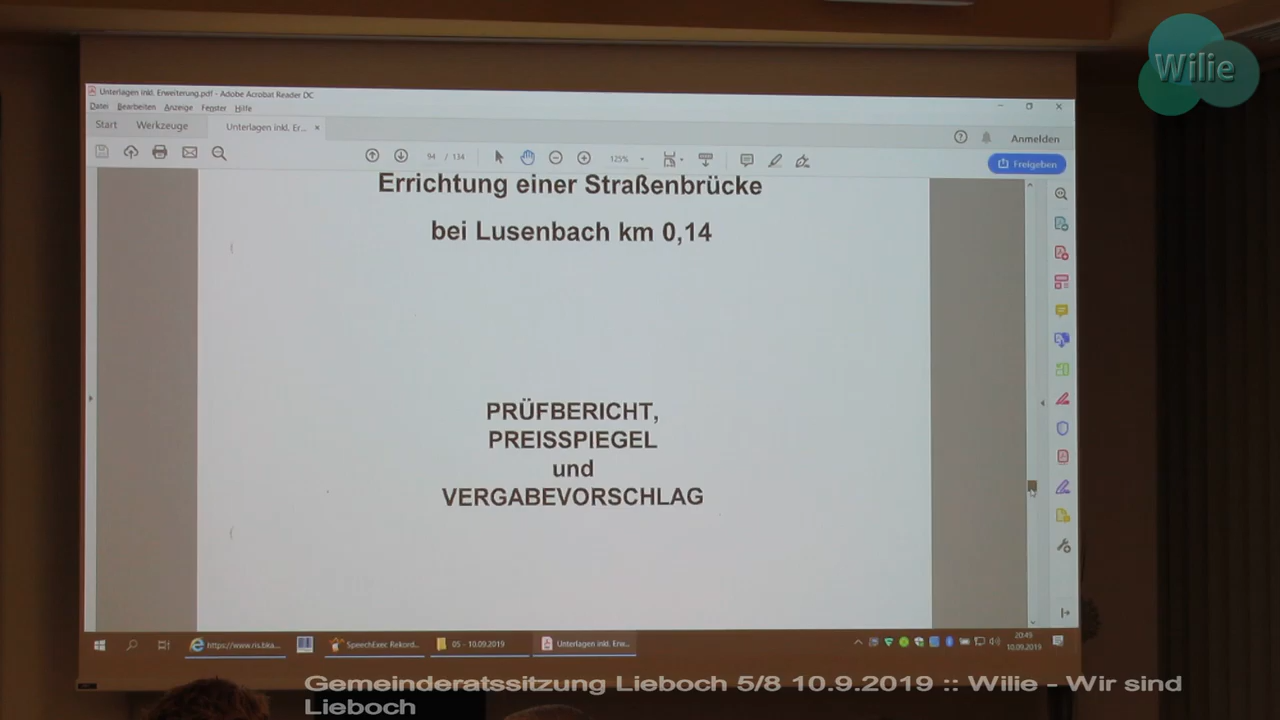 Wilie
Unterlagen inkl. Erweiterung.pdf - Adobe Acrobat Reader DC
Datei Bearbeiten Anzeige Fenster Hilfe
Start Werkzeuge Unterlagen inkl. Er... × Anmelden
94 / 134 125% Freigeben
Errichtung einer Straßenbrücke
bei Lusenbach km 0,14
PRÜFBERICHT,
PREISSPIEGEL
und
VERGABEVORSCHLAG
https://www.ris.bka... SpeechExec Rekord... 05 - 10.09.2019 Unterlagen inkl. Erw...
20:49
10.09.2019
Gemeinderatssitzung Lieboch 5/8 10.9.2019 :: Wilie - Wir sind
Lieboch